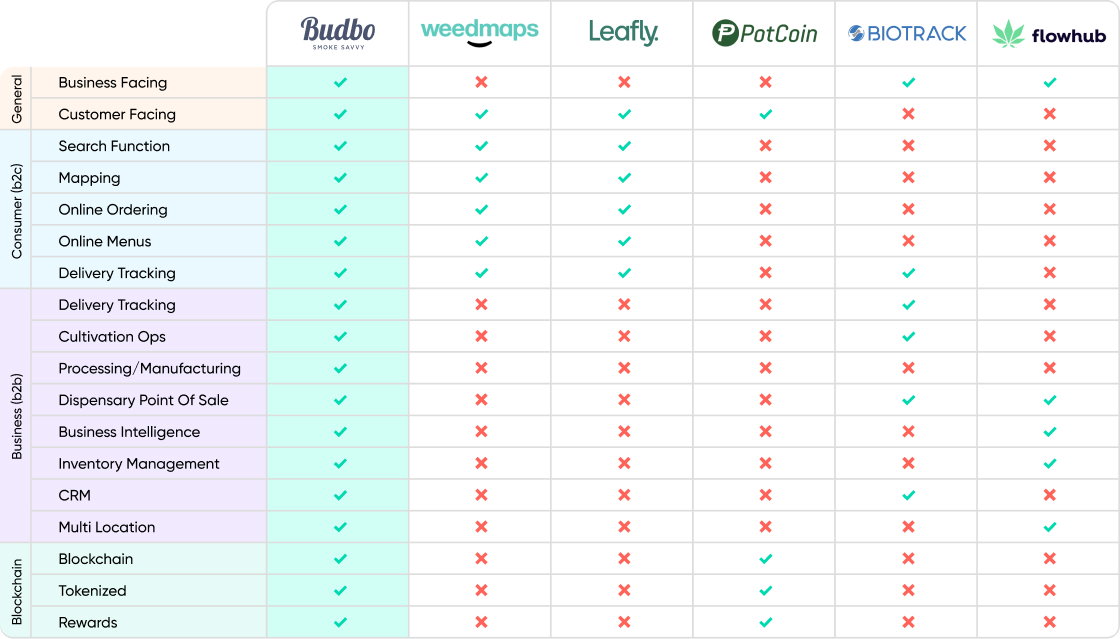 Budbo weedmaps Leafly. PotCoin BIOTRACK flowhub
SMOKE SAVVY
General
Business Facing
Customer Facing
Consumer (b2c)
Search Function
Mapping
Online Ordering
Online Menus
Delivery Tracking
Business (b2b)
Delivery Tracking
Cultivation Ops
Processing/Manufacturing
Dispensary Point Of Sale
Business Intelligence
Inventory Management
CRM
Multi Location
Blockchain
Blockchain
Tokenized
Rewards